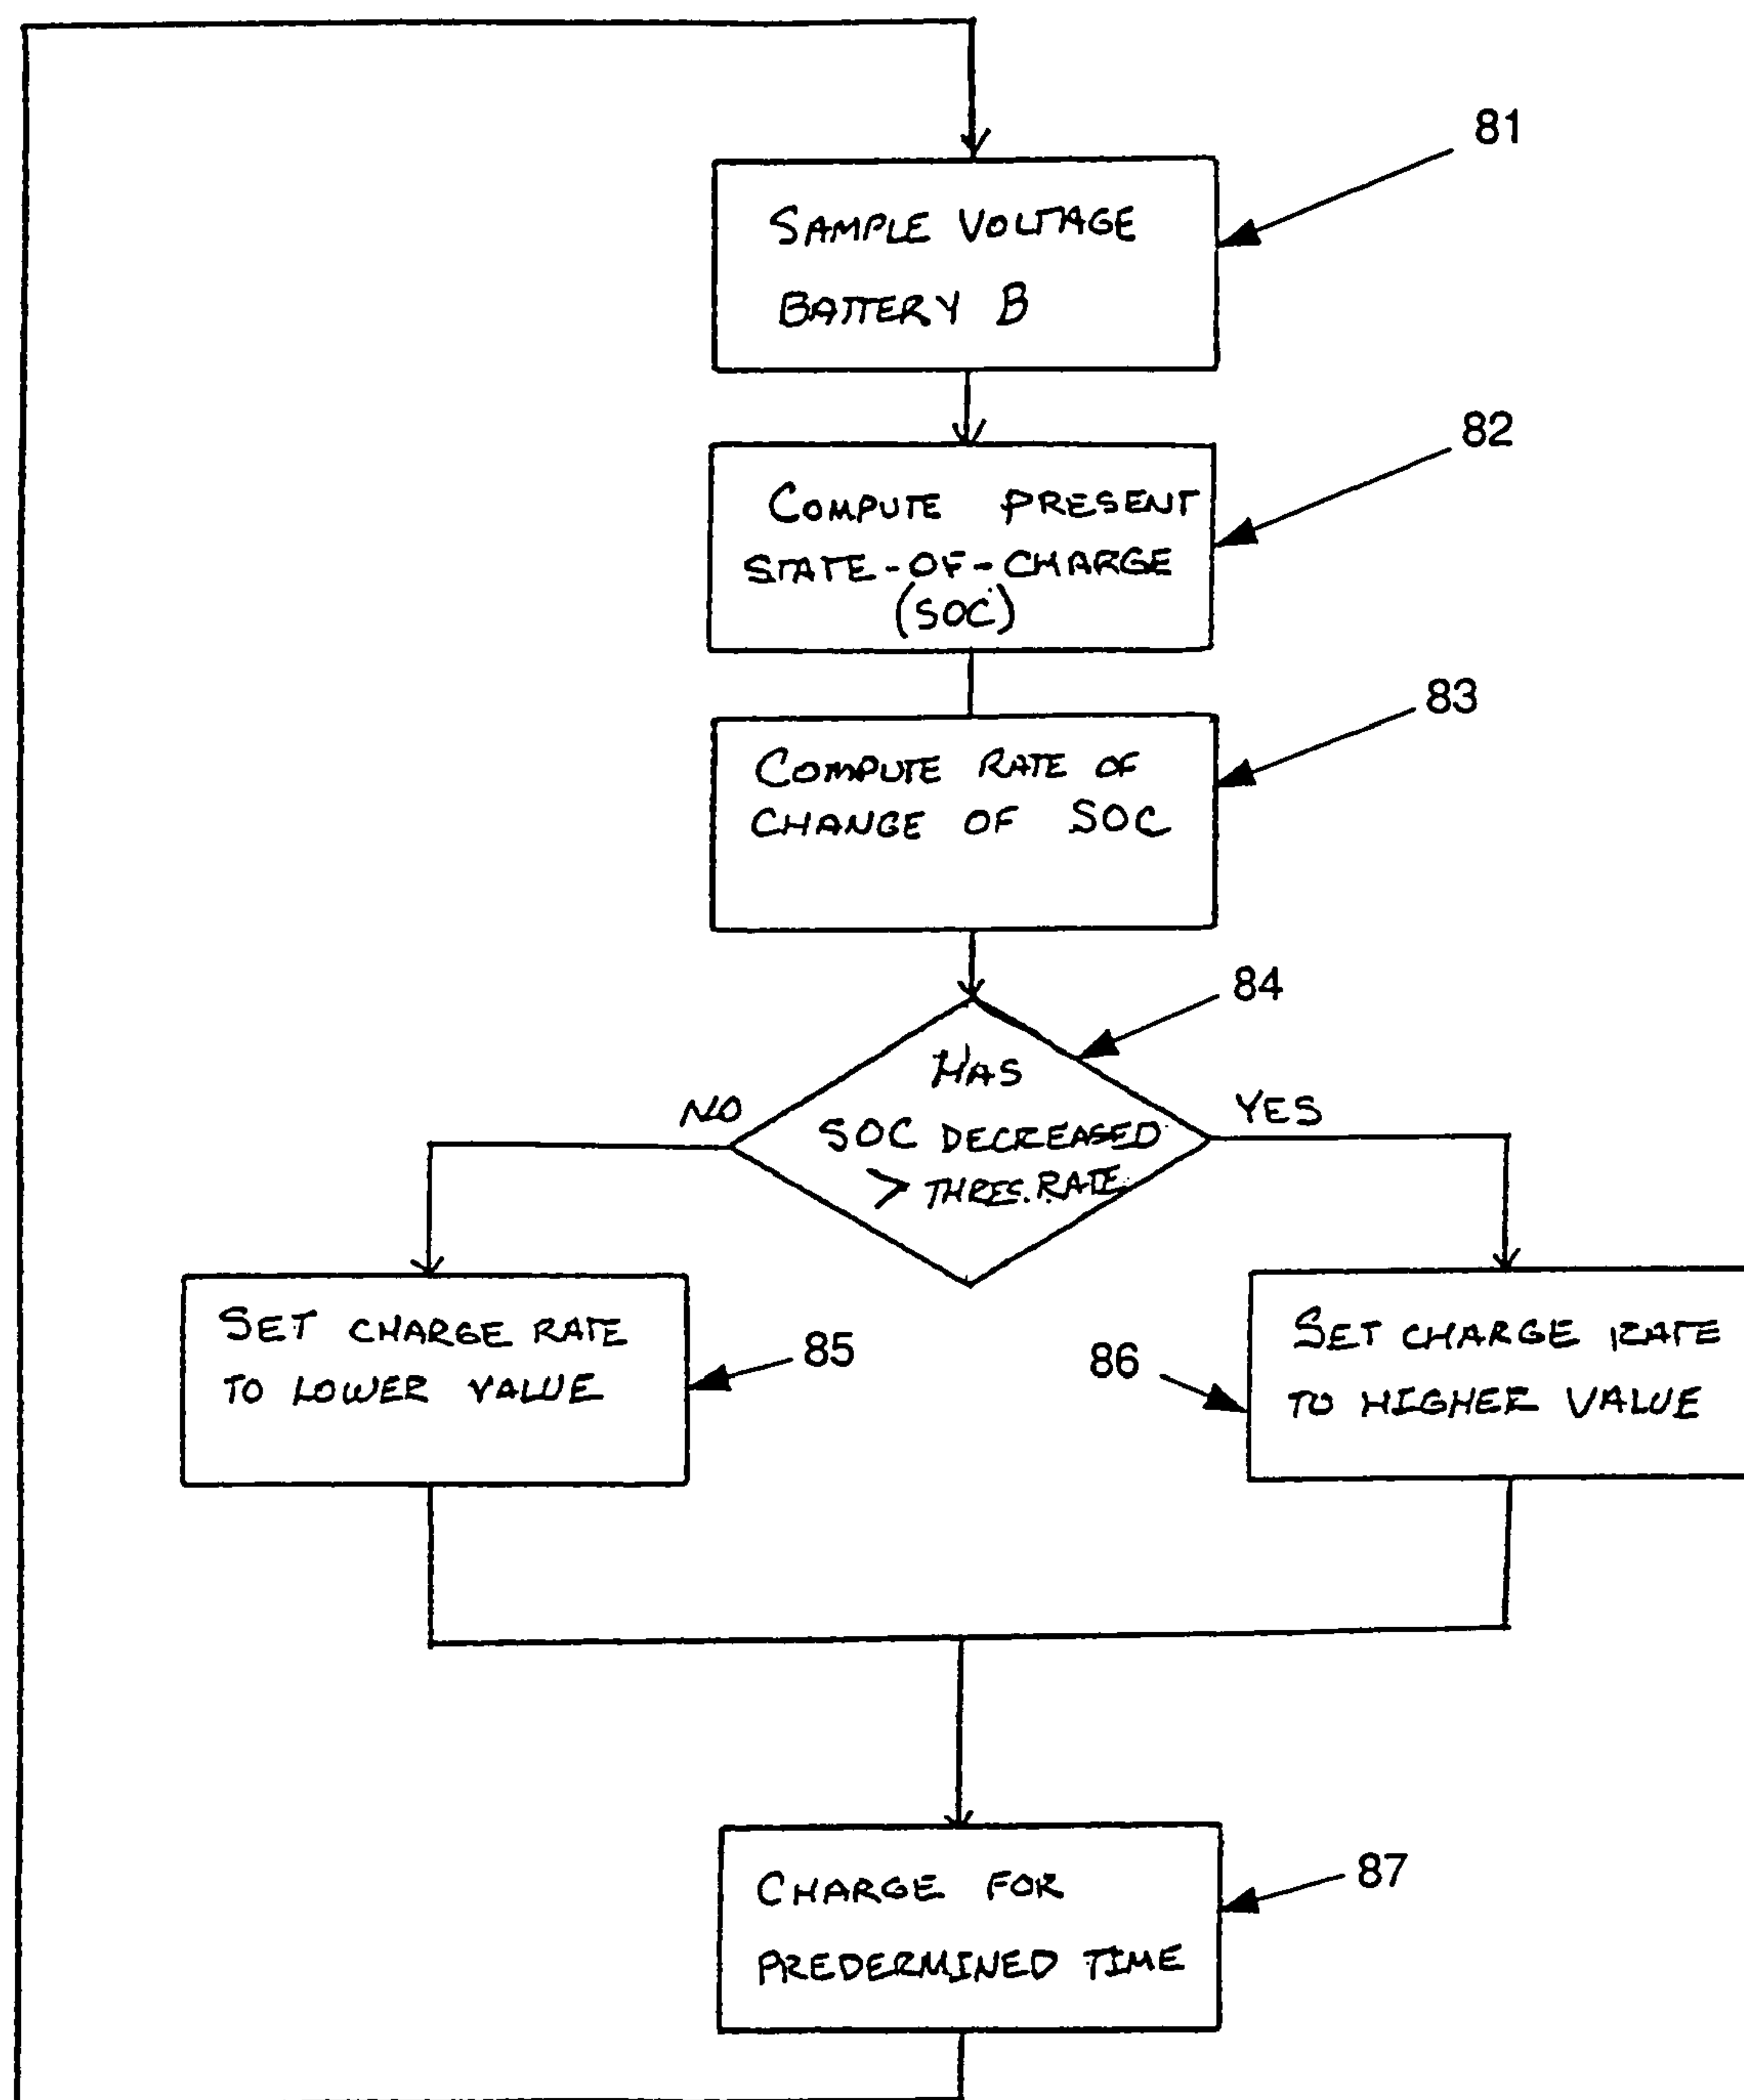 81
SAMPLE VOLTAGE
BATTERY B
82
COMPUTE PRESENT
STATE-OF-CHARGE
(SOC)
83
COMPUTE RATE OF
CHANGE OF SOC
84
HAS
NO
YES
SOC DECREASED
> THRES. RATE
SET CHARGE RATE
TO LOWER VALUE
85
86
SET CHARGE RATE
TO HIGHER VALUE
CHARGE FOR
PREDERMINED TIME
87